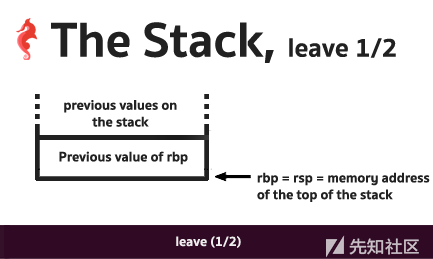 The Stack, leave 1/2
previous values on
the stack
Previous value of rbp
rbp = rsp = memory address
of the top of the stack
leave (1/2)
先知社区